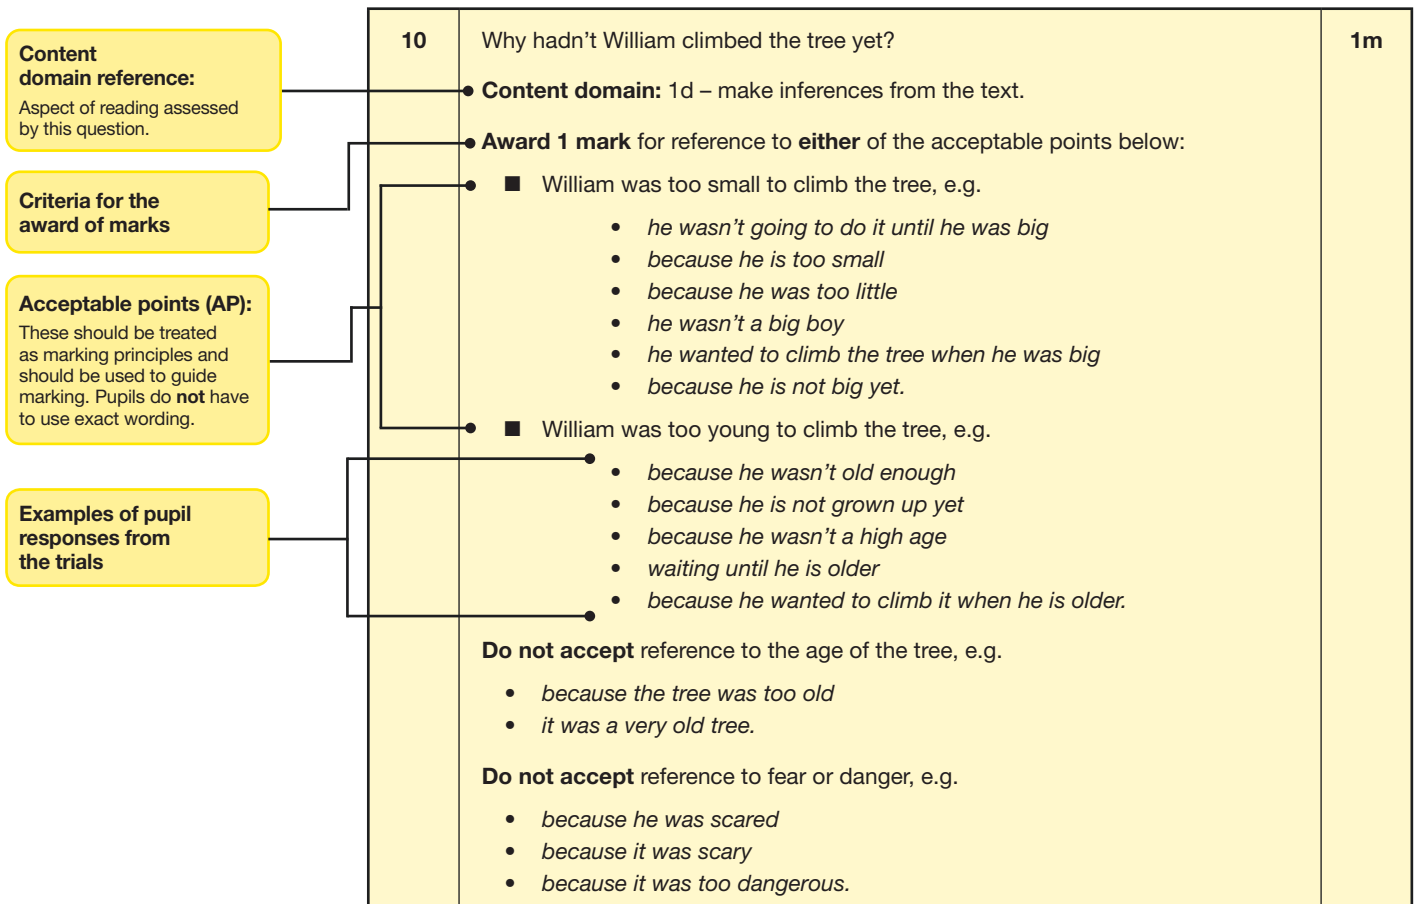 Content
domain reference:
Aspect of reading assessed
by this question.
Criteria for the
award of marks
Acceptable points (AP):
These should be treated
as marking principles and
should be used to guide
marking. Pupils do not have
to use exact wording.
Examples of pupil
responses from
the trials
10
Why hadn’t William climbed the tree yet?
1m
Content domain: 1d – make inferences from the text.
Award 1 mark for reference to either of the acceptable points below:
■ William was too small to climb the tree, e.g.
• he wasn’t going to do it until he was big
• because he is too small
• because he was too little
• he wasn’t a big boy
• he wanted to climb the tree when he was big
• because he is not big yet.
■ William was too young to climb the tree, e.g.
• because he wasn’t old enough
• because he is not grown up yet
• because he wasn’t a high age
• waiting until he is older
• because he wanted to climb it when he is older.
Do not accept reference to the age of the tree, e.g.
• because the tree was too old
• it was a very old tree.
Do not accept reference to fear or danger, e.g.
• because he was scared
• because it was scary
• because it was too dangerous.